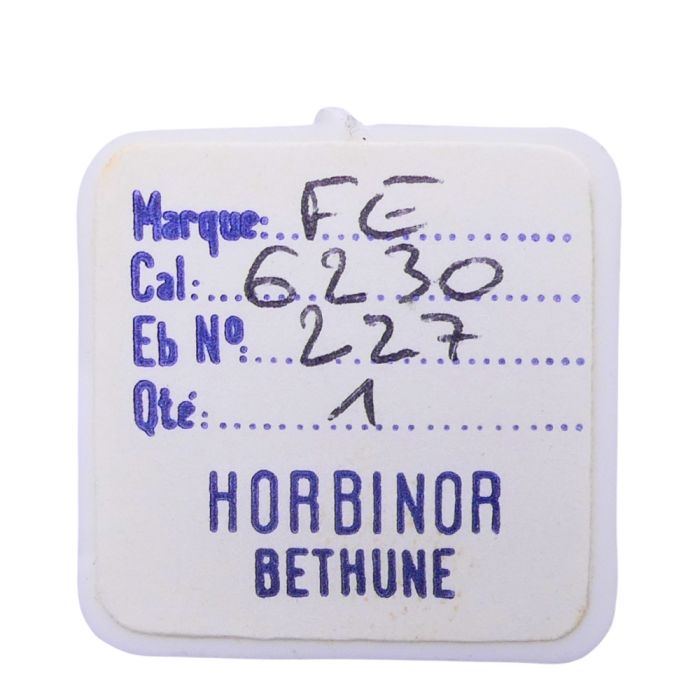 Marque: FE
Cal: 6230
Eb Nº: 227
Qté: 1
HORBINOR
BETHUNE